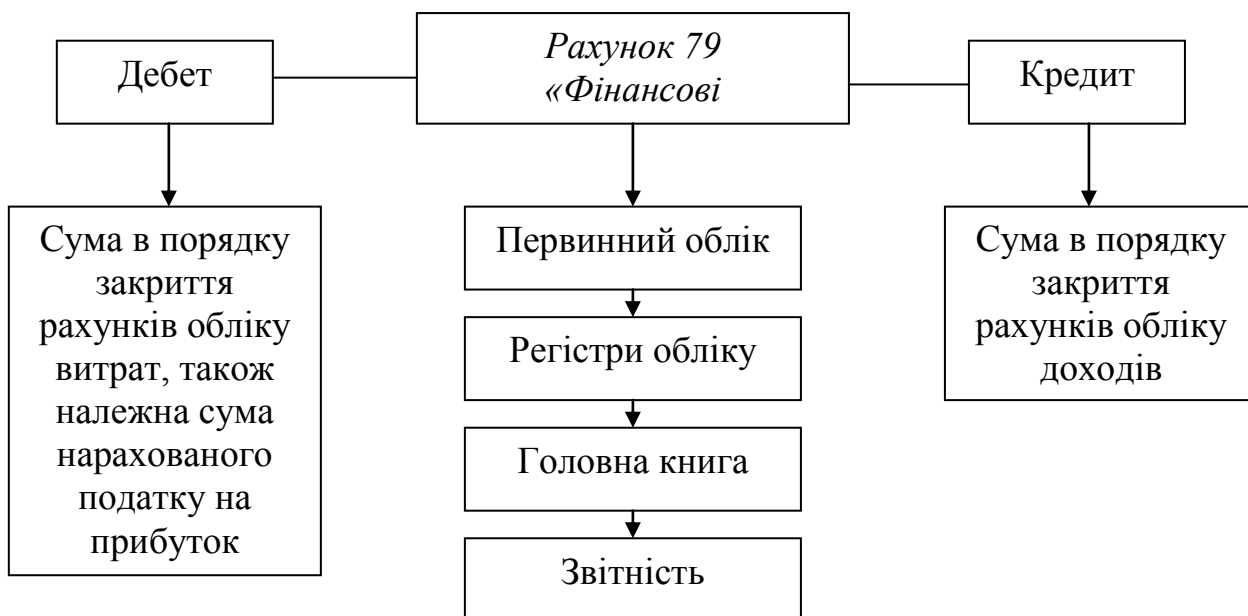 Дебет
Рахунок 79
«Фінансові
Кредит
Сума в порядку
закриття
рахунків обліку
витрат, також
належна сума
нарахованого
податку на
прибуток
Первинний облік
Регістри обліку
Головна книга
Звітність
Сума в порядку
закриття
рахунків обліку
доходів